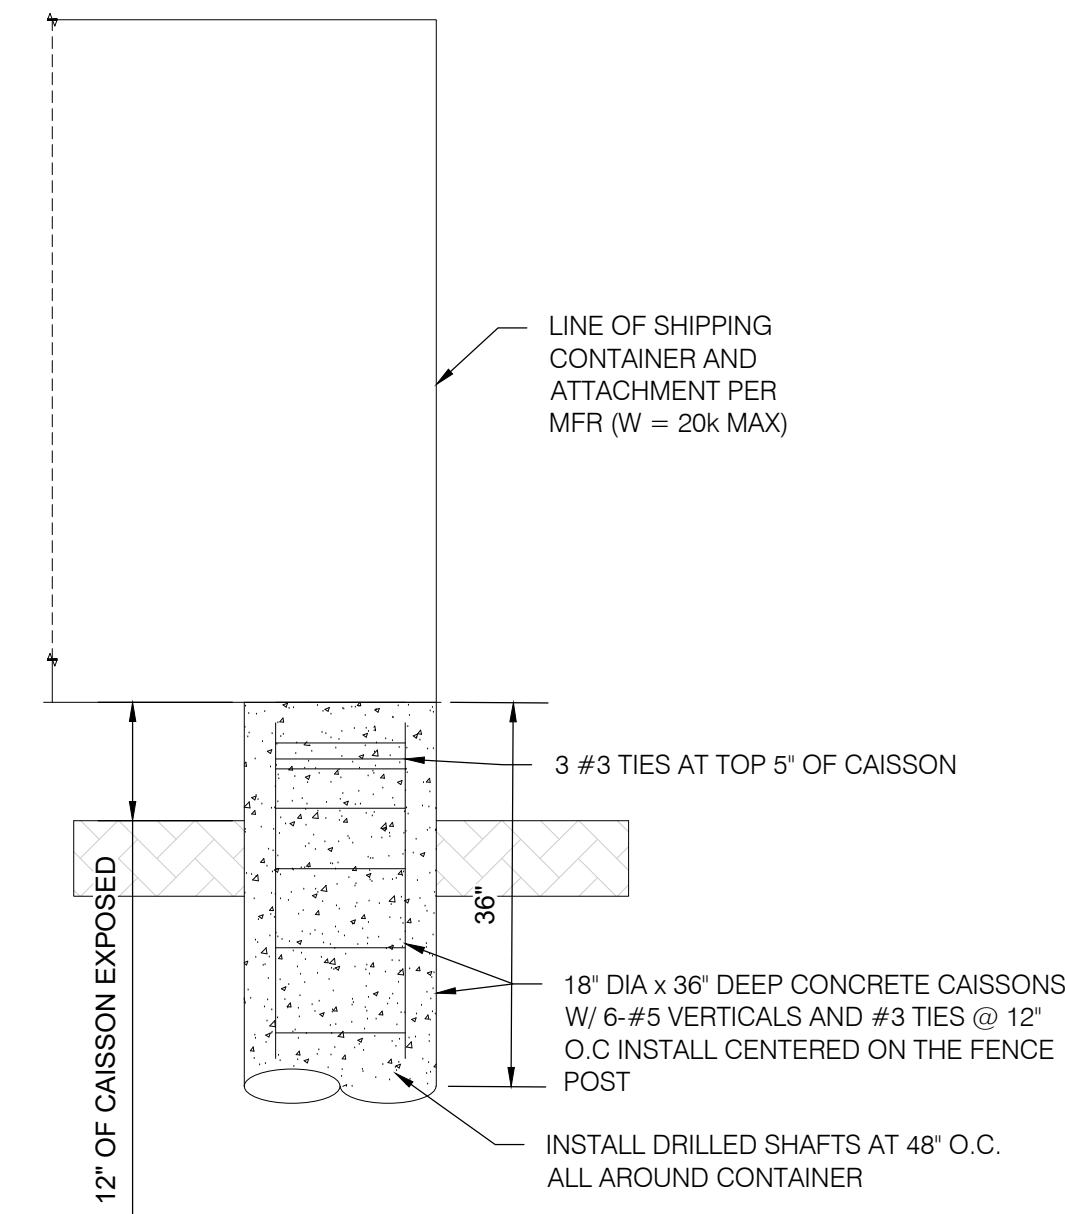 LINE OF SHIPPING
CONTAINER AND
ATTACHMENT PER
MFR (W = 20k MAX)
3 #3 TIES AT TOP 5" OF CAISSON
12" OF CAISSON EXPOSED
36"
18" DIA x 36" DEEP CONCRETE CAISSONS
W/ 6-#5 VERTICALS AND #3 TIES @ 12"
O.C INSTALL CENTERED ON THE FENCE
POST
INSTALL DRILLED SHAFTS AT 48" O.C.
ALL AROUND CONTAINER